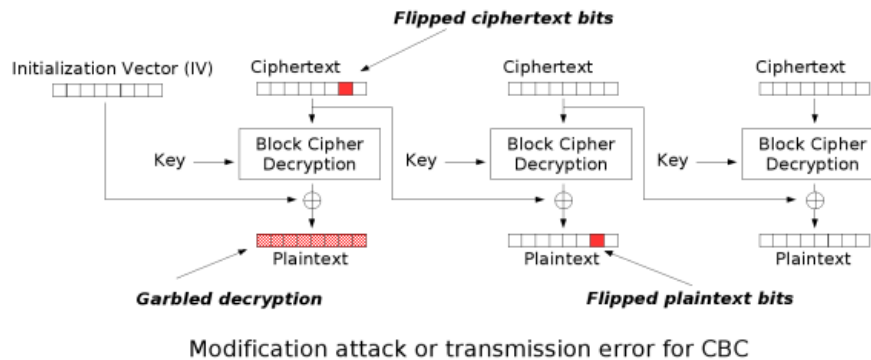 Flipped ciphertext bits
Initialization Vector (IV)
Ciphertext
Ciphertext
Ciphertext
Key
Block Cipher
Decryption
Key
Block Cipher
Decryption
Key
Block Cipher
Decryption
Plaintext
Plaintext
Plaintext
Garbled decryption
Flipped plaintext bits
Modification attack or transmission error for CBC